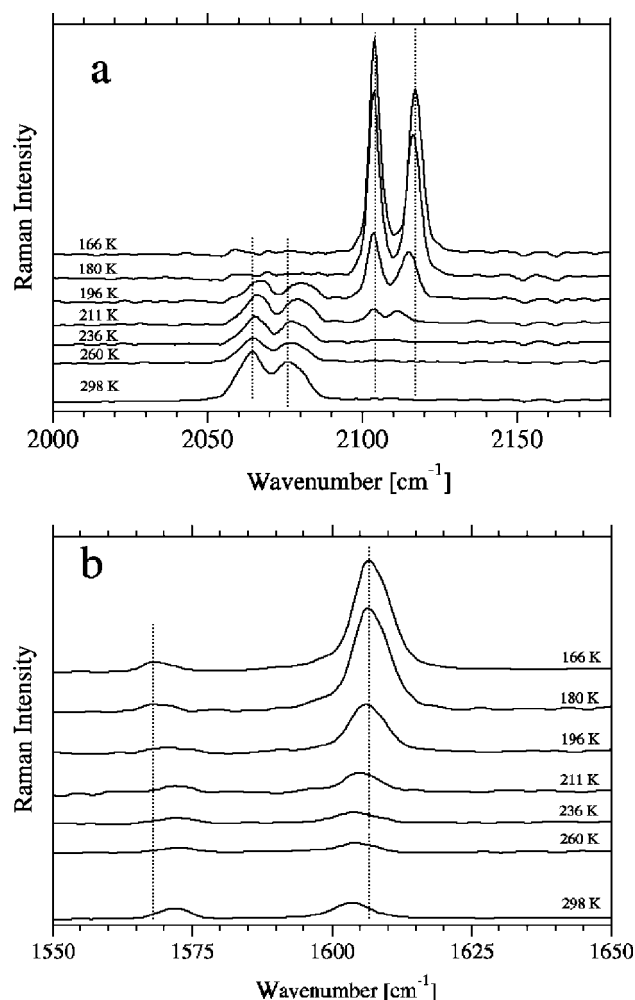 a
Raman Intensity
166 K
180 K
196 K
211 K
236 K
260 K
298 K
2000 2050 2100 2150
Wavenumber [cm⁻¹]
b
Raman Intensity
166 K
180 K
196 K
211 K
236 K
260 K
298 K
1550 1575 1600 1625 1650
Wavenumber [cm⁻¹]